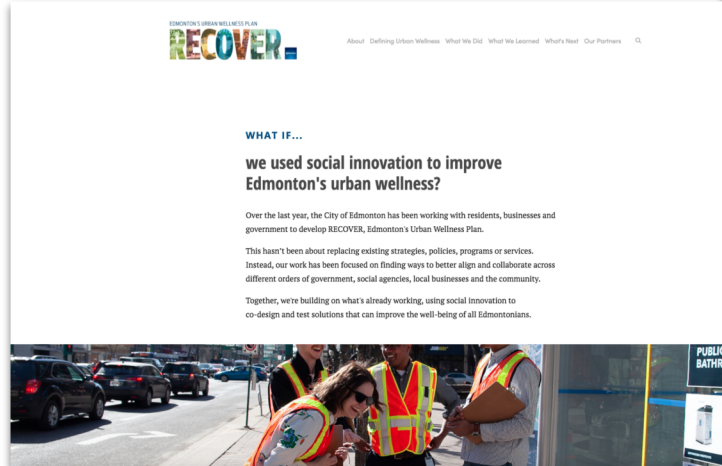 EDMONTON'S URBAN WELLNESS PLAN
RECOVER
About Defining Urban Wellness What We Did What We Learned What's Next Our Partners
WHAT IF...
we used social innovation to improve
Edmonton's urban wellness?
Over the last year, the City of Edmonton has been working with residents, businesses and
government to develop RECOVER, Edmonton's Urban Wellness Plan.
This hasn't been about replacing existing strategies, policies, programs or services.
Instead, our work has been focused on finding ways to better align and collaborate across
different orders of government, social agencies, local businesses and the community.
Together, we're building on what's already working, using social innovation to
co-design and test solutions that can improve the well-being of all Edmontonians.
PUBLIC
BATHR